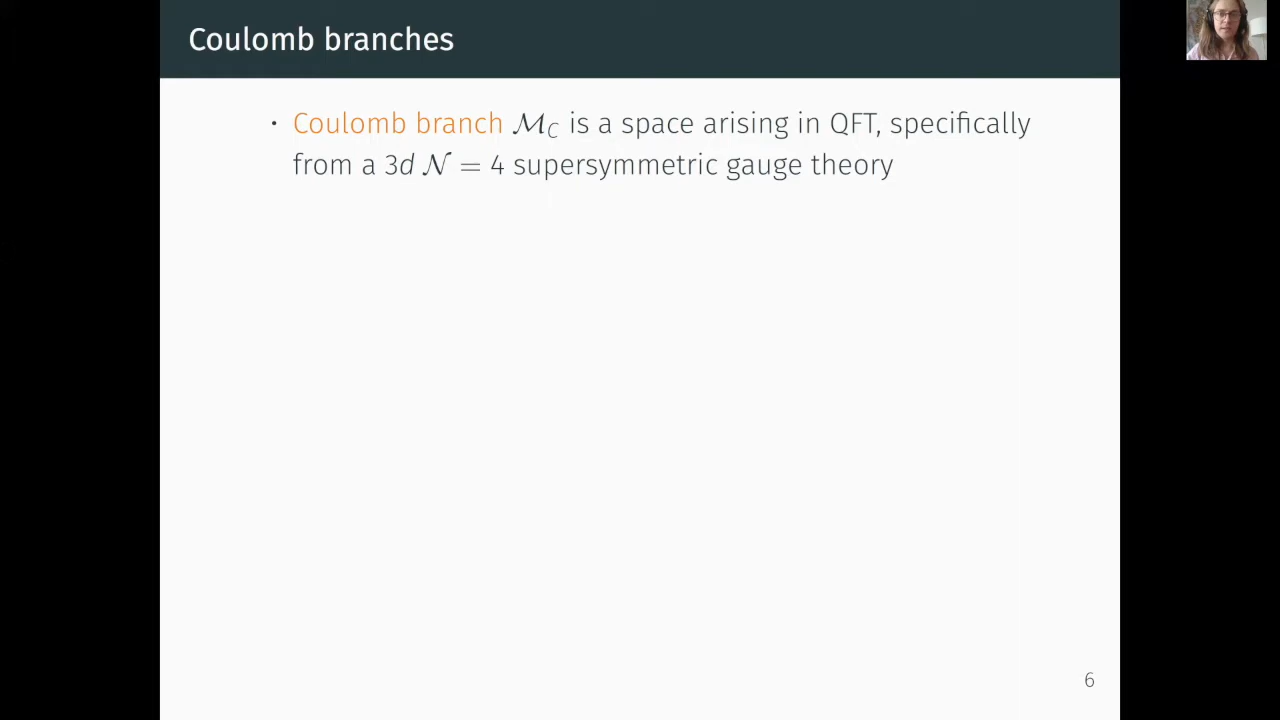 Coulomb branches
• Coulomb branch 𝓜_C is a space arising in QFT, specifically
from a 3d 𝒩 = 4 supersymmetric gauge theory
6